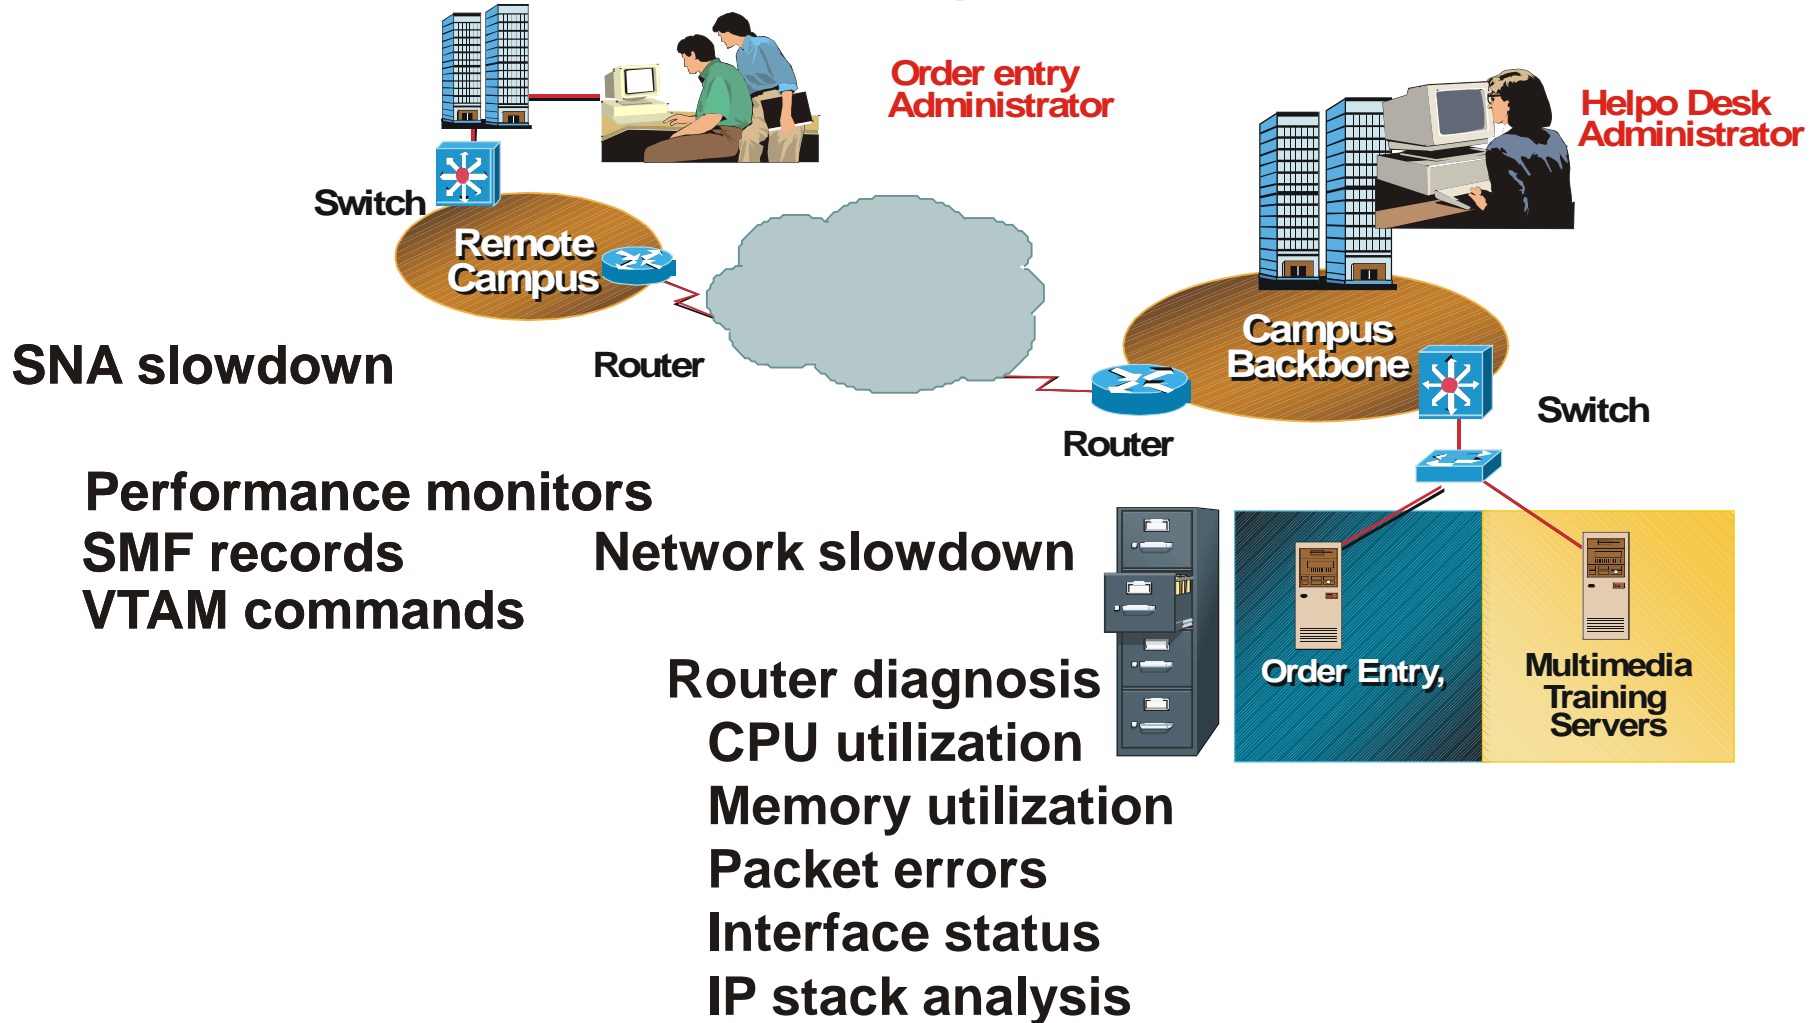 Order entry
Administrator
Helpo Desk
Administrator
Switch
Remote
Campus
Campus
Backbone
SNA slowdown
Router
Switch
Router
Performance monitors
SMF records
VTAM commands
Network slowdown
Router diagnosis
CPU utilization
Memory utilization
Packet errors
Interface status
IP stack analysis
Order Entry,
Multimedia
Training
Servers